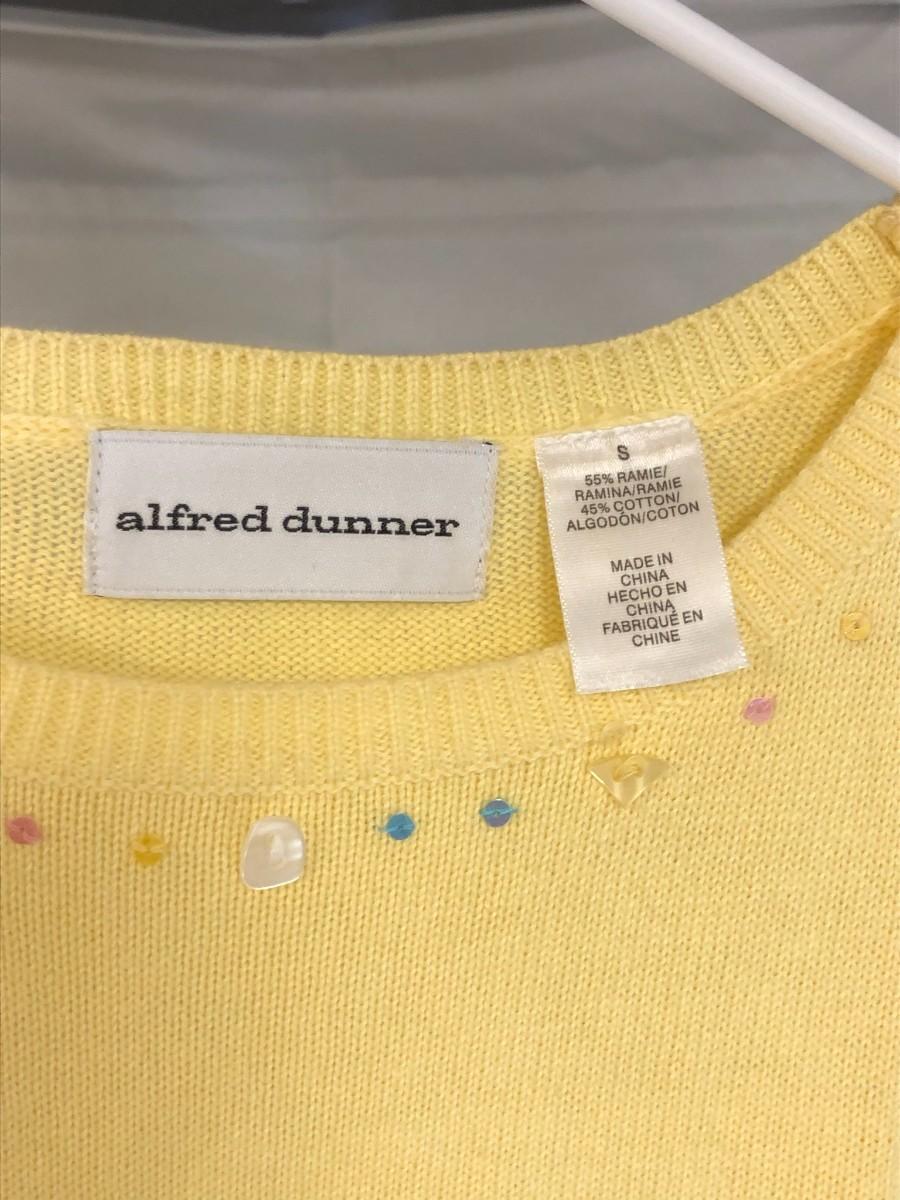 alfred dunner
S
55% RAMIE/
RAMINA/RAMIE
45% COTTON/
ALGODÓN/COTON
MADE IN
CHINA
HECHO EN
CHINA
FABRIQUÉ EN
CHINE